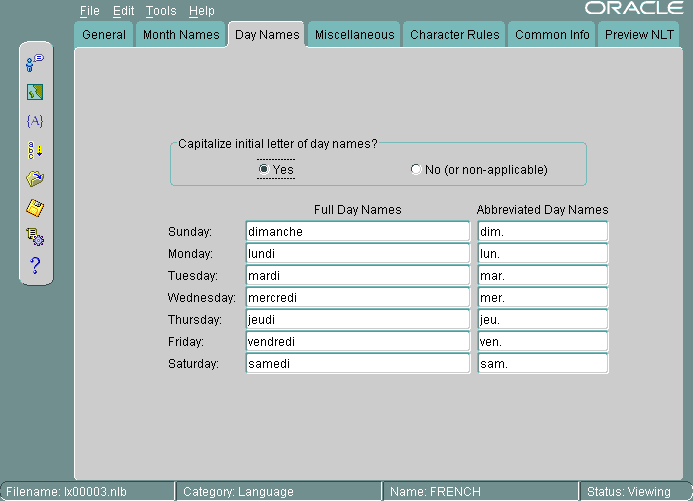 File Edit Tools Help ORACLE
General Month Names Day Names Miscellaneous Character Rules Common Info Preview NLT
{A}
Capitalize initial letter of day names?
Yes No (or non-applicable)
Full Day Names Abbreviated Day Names
Sunday: dimanche dim.
Monday: lundi lun.
Tuesday: mardi mar.
Wednesday: mercredi mer.
Thursday: jeudi jeu.
Friday: vendredi ven.
Saturday: samedi sam.
?
Filename: lx00003.nlb Category: Language Name: FRENCH Status: Viewing